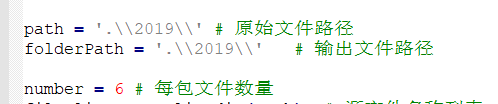 path = '.\\2019\\' # 原始文件路径
folderPath = '.\\2019\\'   # 输出文件路径
number = 6 # 每包文件数量